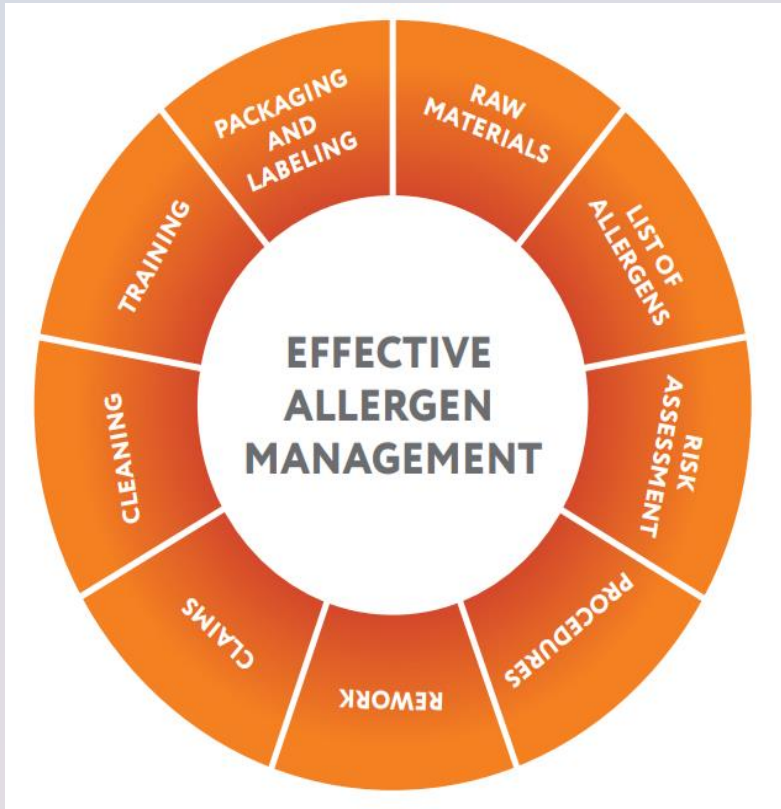 EFFECTIVE
ALLERGEN
MANAGEMENT
RAW
MATERIALS
LIST OF
ALLERGENS
RISK
ASSESSMENT
PROCEDURES
REWORK
CLAIMS
CLEANING
TRAINING
PACKAGING
AND
LABELING